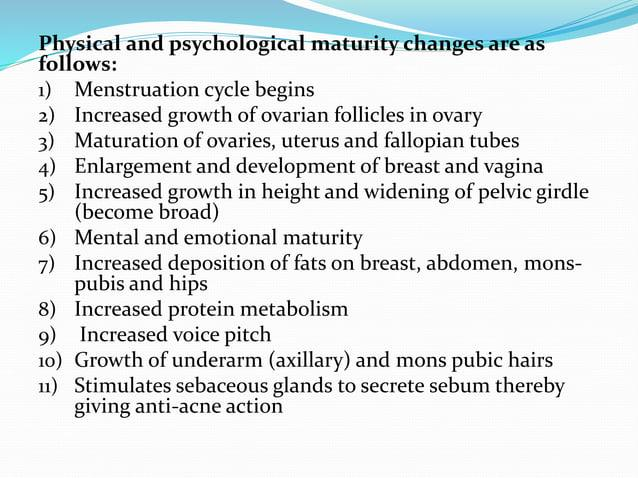 Physical and psychological maturity changes are as
follows:
1) Menstruation cycle begins
2) Increased growth of ovarian follicles in ovary
3) Maturation of ovaries, uterus and fallopian tubes
4) Enlargement and development of breast and vagina
5) Increased growth in height and widening of pelvic girdle
(become broad)
6) Mental and emotional maturity
7) Increased deposition of fats on breast, abdomen, mons-
pubis and hips
8) Increased protein metabolism
9) Increased voice pitch
10) Growth of underarm (axillary) and mons pubic hairs
11) Stimulates sebaceous glands to secrete sebum thereby
giving anti-acne action